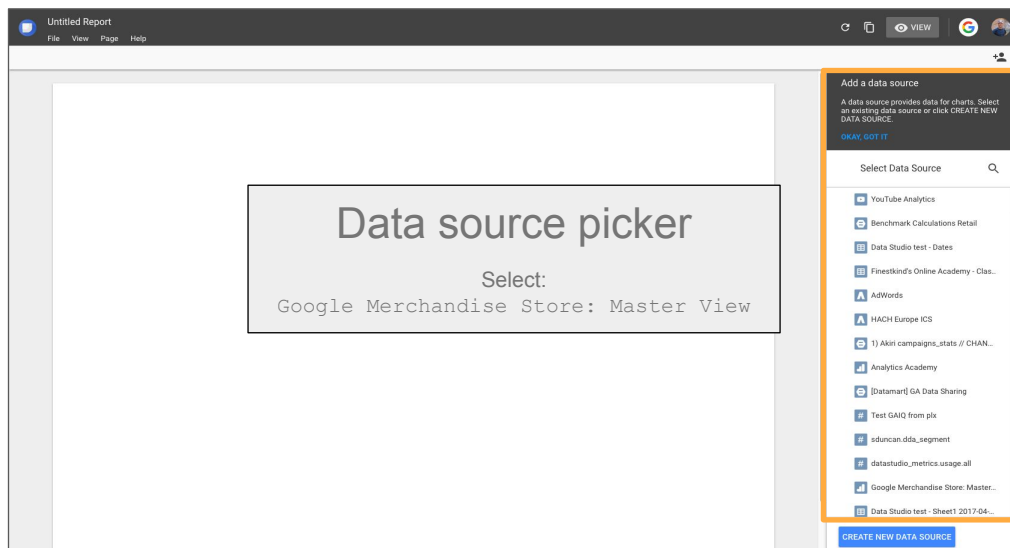 Untitled Report
File View Page Help
VIEW
Add a data source
A data source provides data for charts. Select
an existing data source or click CREATE NEW
DATA SOURCE.
OKAY, GOT IT
Select Data Source
YouTube Analytics
Benchmark Calculations Retail
Data Studio test - Dates
Finestkind's Online Academy - Clas...
AdWords
HACH Europe ICS
1) Akiri campaigns_stats // CHAN...
Analytics Academy
[Datamart] GA Data Sharing
Test GAIQ from plx
sduncan.dda_segment
datastudio_metrics.usage.all
Google Merchandise Store: Master...
Data Studio test - Sheet1 2017-04-...
CREATE NEW DATA SOURCE
Data source picker
Select:
Google Merchandise Store: Master View